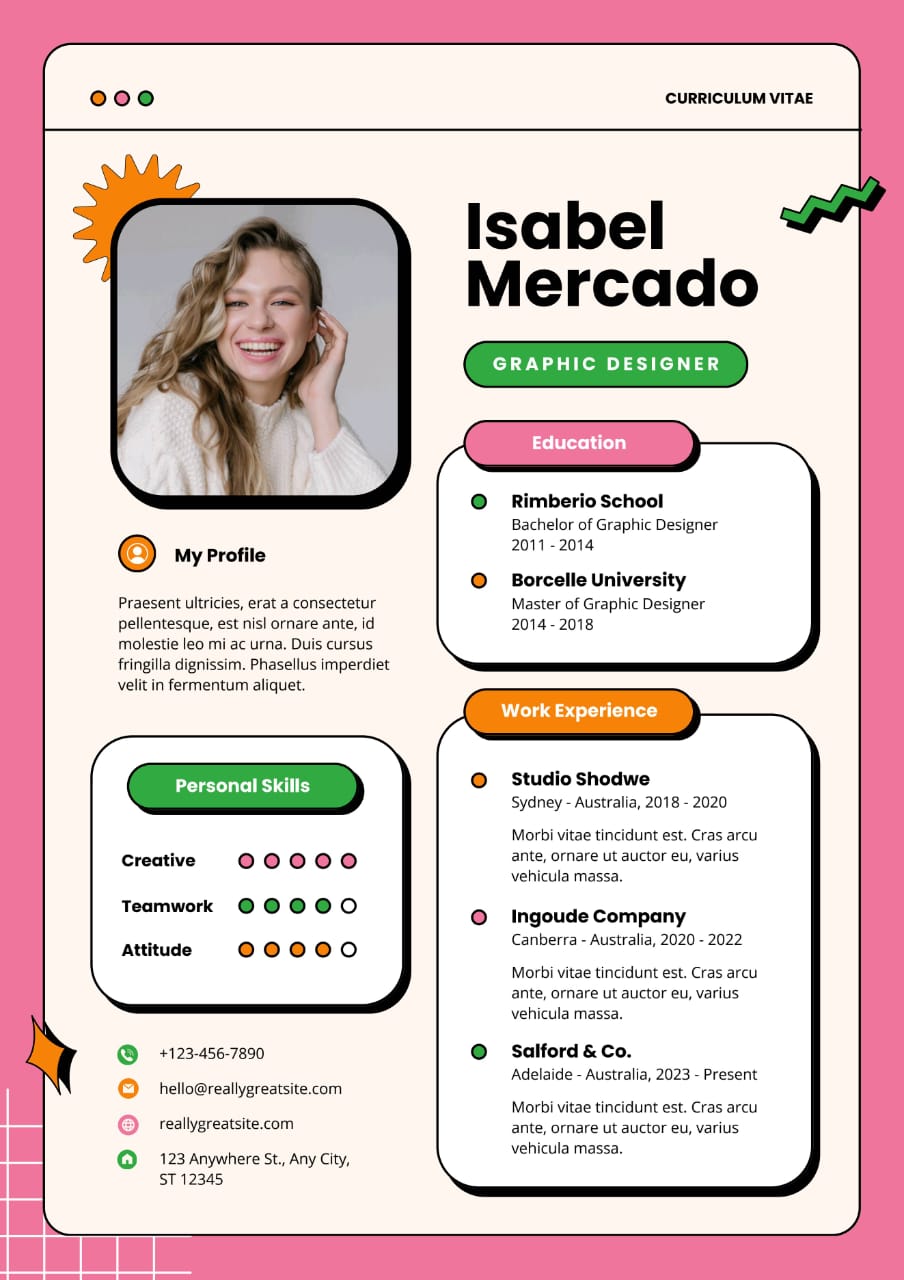 CURRICULUM VITAE
Isabel
Mercado
GRAPHIC DESIGNER
My Profile
Praesent ultricies, erat a consectetur
pellentesque, est nisl ornare ante, id
molestie leo mi ac urna. Duis cursus
fringilla dignissim. Phasellus imperdiet
velit in fermentum aliquet.
Personal Skills
Creative
Teamwork
Attitude
+123-456-7890
hello@reallygreatsite.com
reallygreatsite.com
123 Anywhere St., Any City,
ST 12345
Education
Rimberio School
Bachelor of Graphic Designer
2011 - 2014
Borcelle University
Master of Graphic Designer
2014 - 2018
Work Experience
Studio Shodwe
Sydney - Australia, 2018 - 2020
Morbi vitae tincidunt est. Cras arcu
ante, ornare ut auctor eu, varius
vehicula massa.
Ingoude Company
Canberra - Australia, 2020 - 2022
Morbi vitae tincidunt est. Cras arcu
ante, ornare ut auctor eu, varius
vehicula massa.
Salford & Co.
Adelaide - Australia, 2023 - Present
Morbi vitae tincidunt est. Cras arcu
ante, ornare ut auctor eu, varius
vehicula massa.